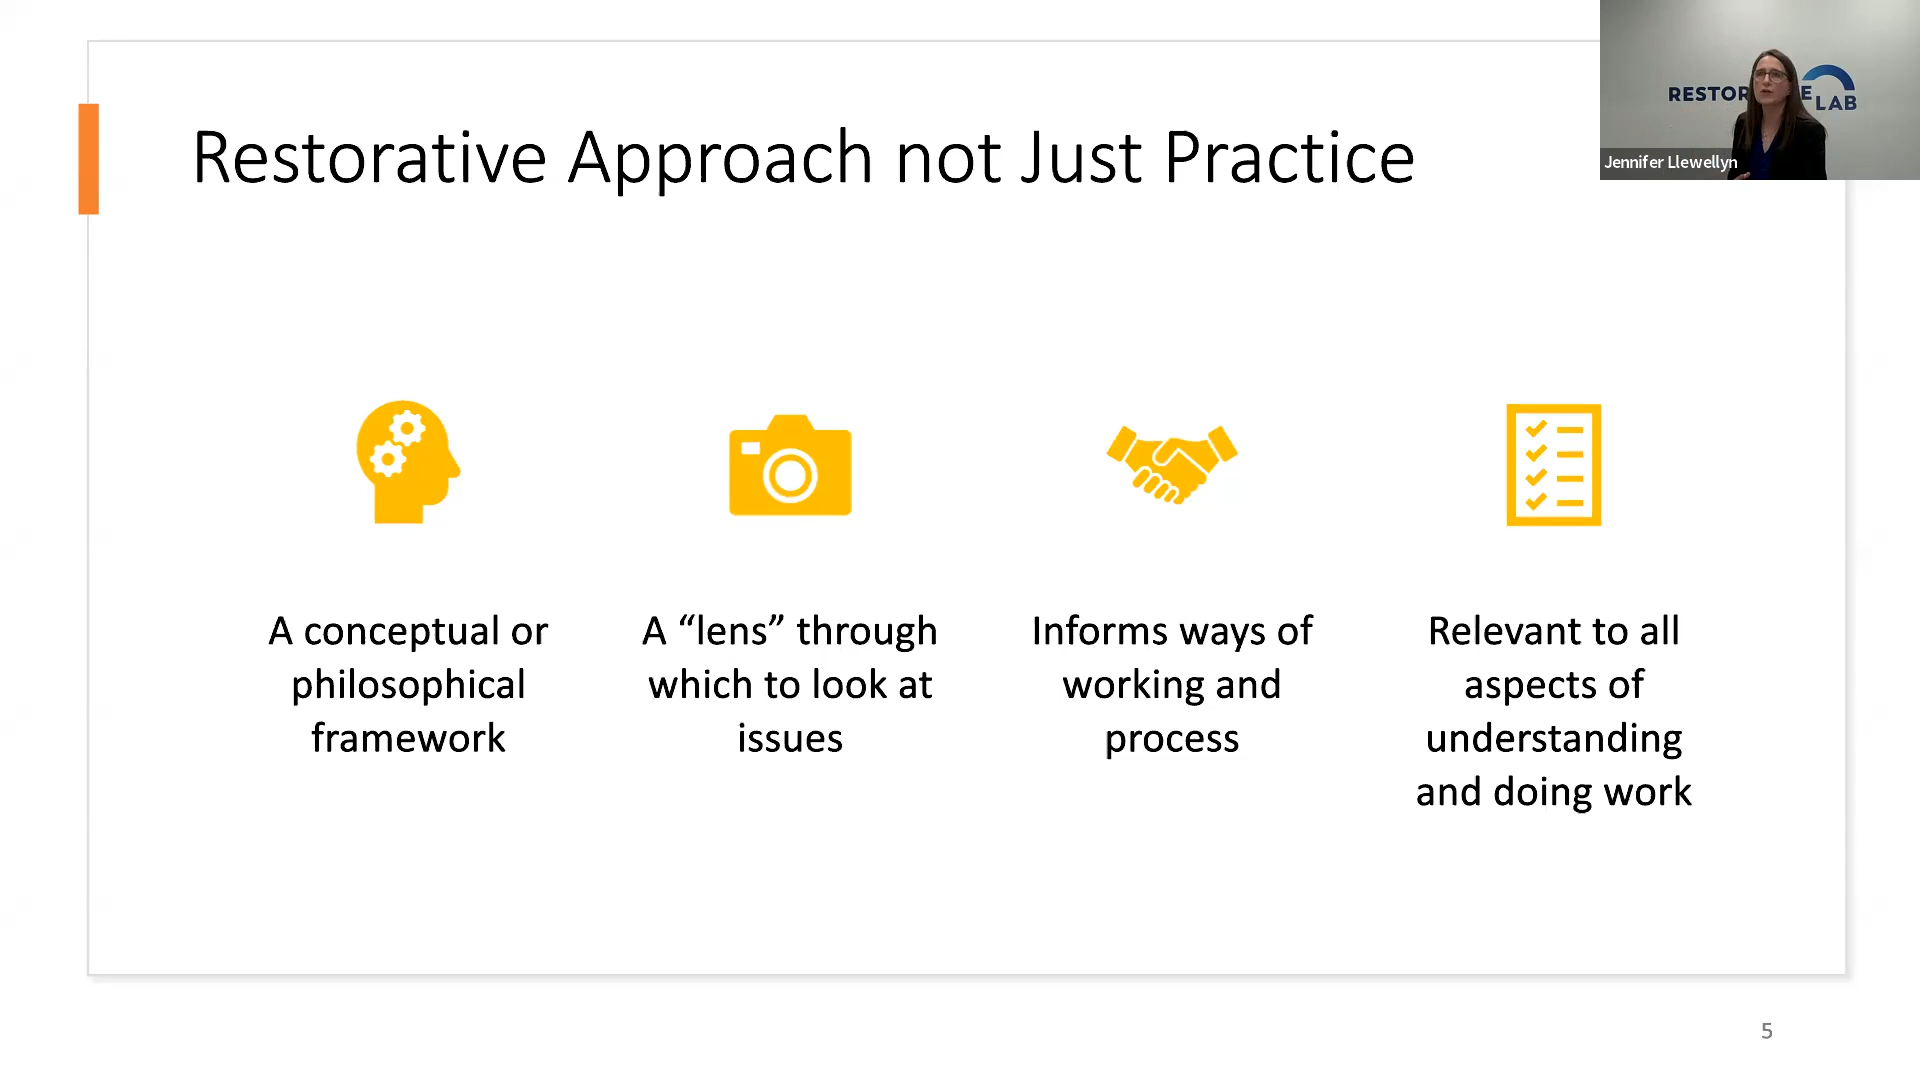 Restorative Approach not Just Practice
RESTOR
E
LAB
Jennifer Llewellyn
A conceptual or
philosophical
framework
A “lens” through
which to look at
issues
Informs ways of
working and
process
Relevant to all
aspects of
understanding
and doing work
5